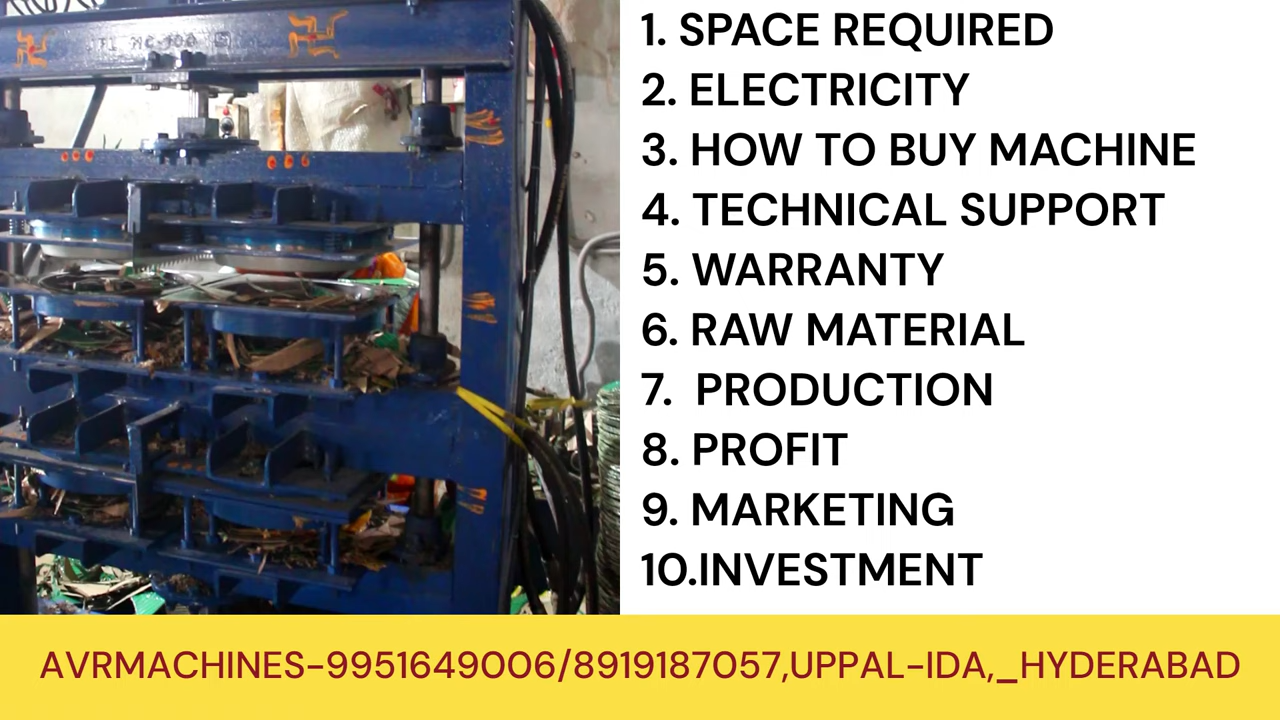 1. SPACE REQUIRED
2. ELECTRICITY
3. HOW TO BUY MACHINE
4. TECHNICAL SUPPORT
5. WARRANTY
6. RAW MATERIAL
7. PRODUCTION
8. PROFIT
9. MARKETING
10.INVESTMENT
AVRMACHINES-9951649006/8919187057,UPPAL-IDA,_HYDERABAD